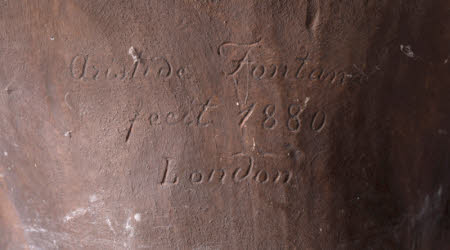 Aristide Fontana
fecit 1880
London